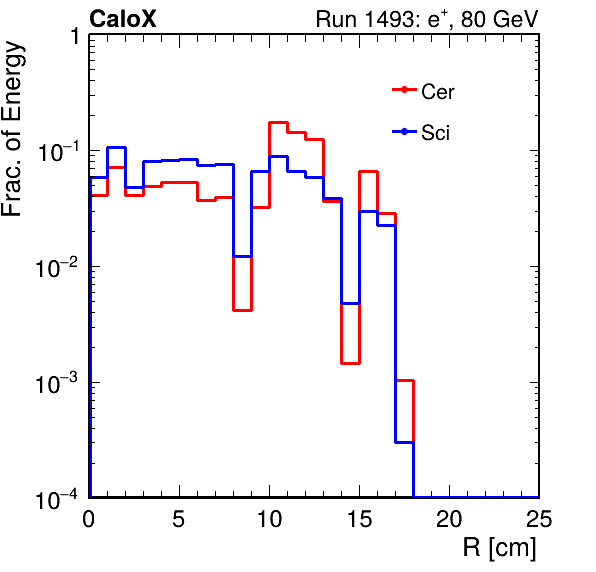 CaloX Run 1493: e⁺, 80 GeV
Frac. of Energy
1
10⁻¹
10⁻²
10⁻³
10⁻⁴
Cer
Sci
0 5 10 15 20 25
R [cm]